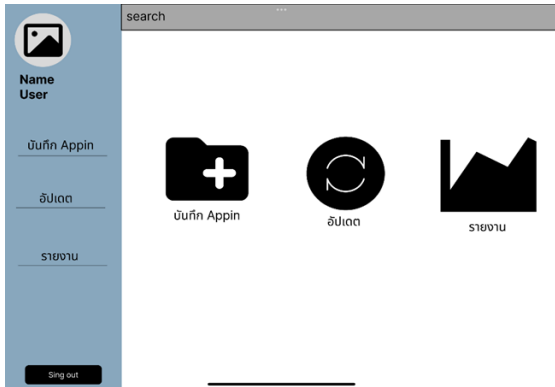 search
Name
User
บันทึก Appin
อัปเดต
รายงาน
Sing out
บันทึก Appin
อัปเดต
รายงาน